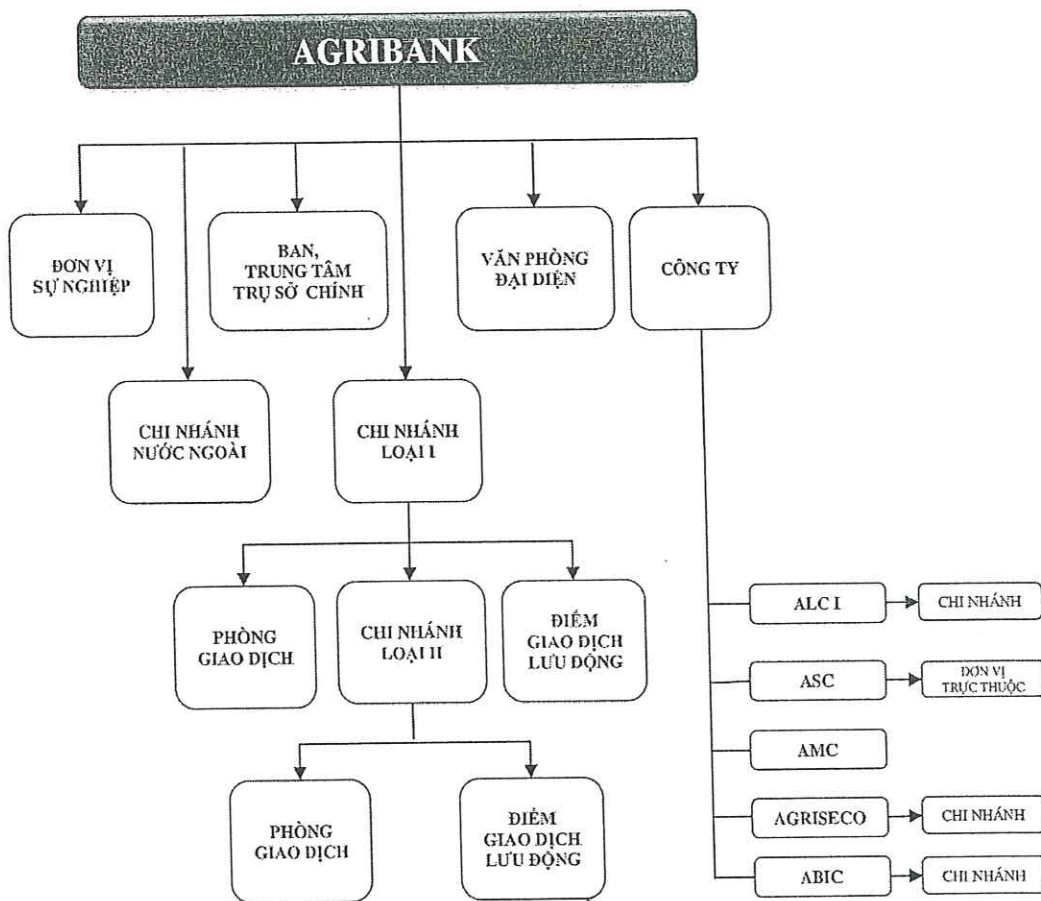 AGRIBANK
ĐƠN VỊ
SỰ NGHIỆP
BAN,
TRUNG TÂM
TRỤ SỞ CHÍNH
VĂN PHÒNG
ĐẠI DIỆN
CÔNG TY
CHI NHÁNH
NƯỚC NGOÀI
CHI NHÁNH
LOẠI I
PHÒNG
GIAO DỊCH
CHI NHÁNH
LOẠI II
ĐIỂM
GIAO DỊCH
LƯU ĐỘNG
PHÒNG
GIAO DỊCH
ĐIỂM
GIAO DỊCH
LƯU ĐỘNG
ALC I
CHI NHÁNH
ASC
ĐƠN VỊ
TRỰC THUỘC
AMC
AGRISECO
CHI NHÁNH
ABIC
CHI NHÁNH